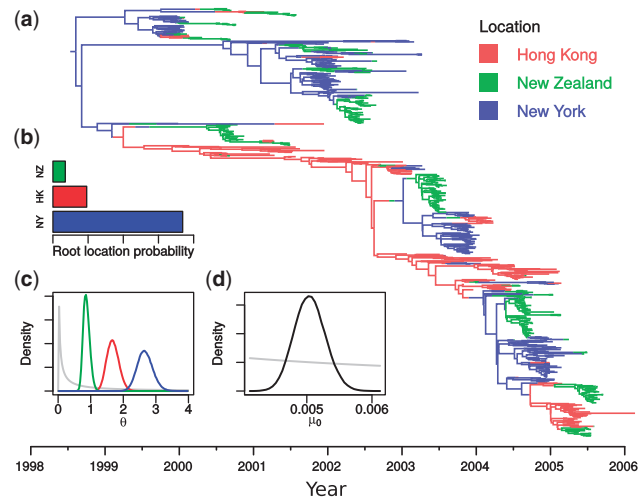 (a)
Location
Hong Kong
New Zealand
New York
(b)
NZ
HK
NY
Root location probability
(c)
Density
0 1 2 3 4
θ
(d)
Density
0.005 0.006
μ₀
1998 1999 2000 2001 2002 2003 2004 2005 2006
Year